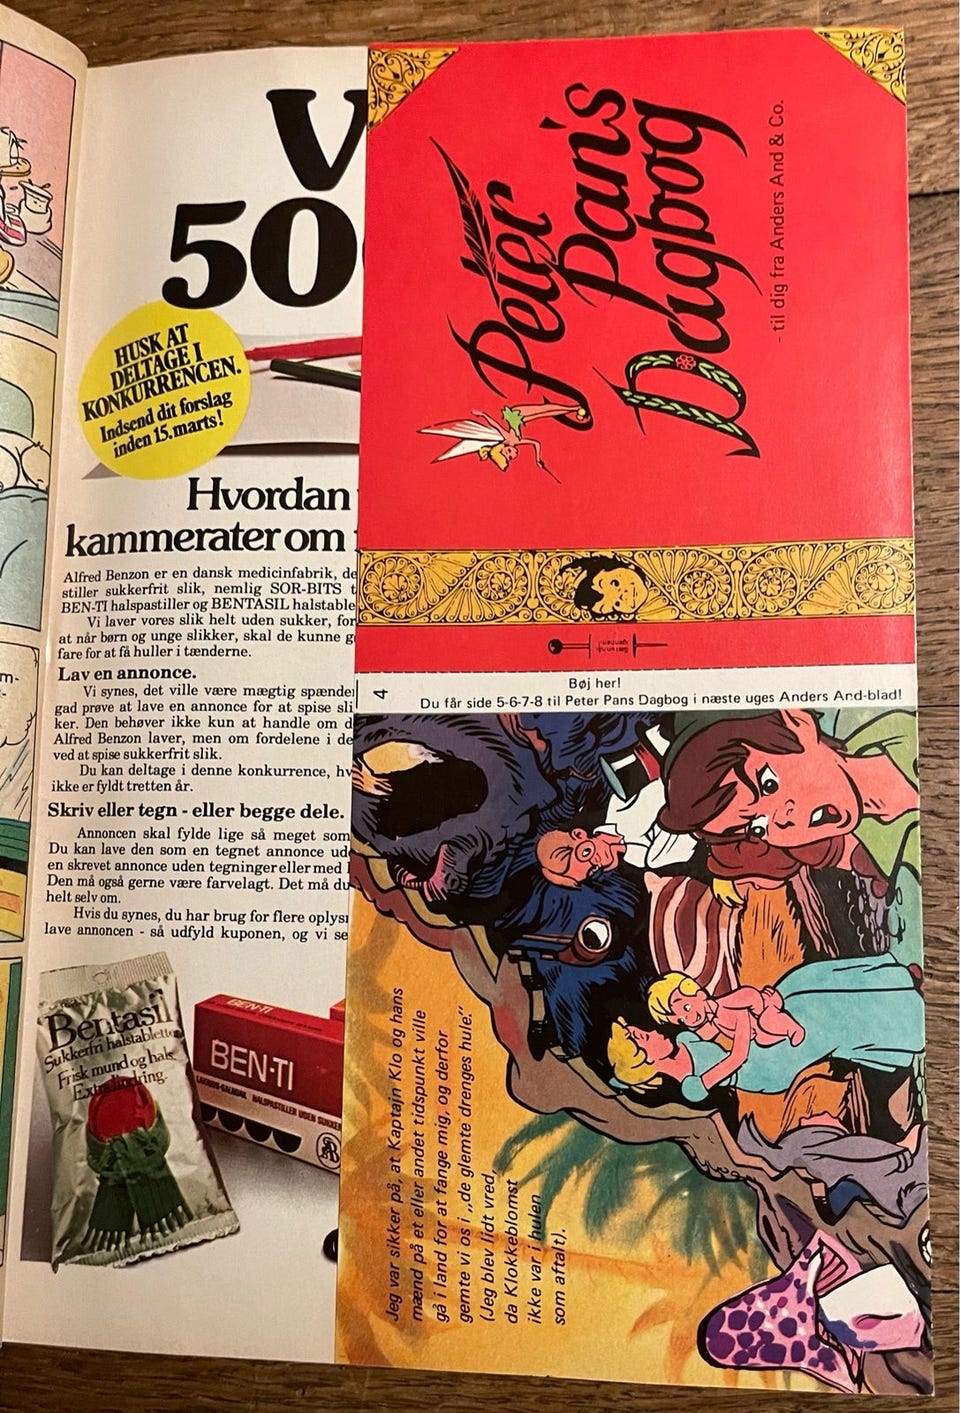 V
50
HUSK AT
DELTAGE I
KONKURRENCEN.
Indsend dit forslag
inden 15. marts!
Hvordan
kammerater om
Alfred Benzon er en dansk medicinfabrik, de
stiller sukkerfrit slik, nemlig SOR-BITS t
BEN-TI halspastiller og BENTASIL halstable
Vi laver vores slik helt uden sukker, for
at når børn og unge slikker, skal de kunne g
fare for at få huller i tænderne.
Lav en annonce.
Vi synes, det ville være mægtig spænde
gad prøve at lave en annonce for at spise sli
ker. Den behøver ikke kun at handle om d
Alfred Benzon laver, men om fordelene i de
ved at spise sukkerfrit slik.
Du kan deltage i denne konkurrence, hv
ikke er fyldt tretten år.
Skriv eller tegn - eller begge dele.
Annoncen skal fylde lige så meget som
Du kan lave den som en tegnet annonce ud
en skrevet annonce uden tegninger eller med
Den må også gerne være farvelagt. Det må du
helt selv om.
Hvis du synes, du har brug for flere oplys
lave annoncen - så udfyld kuponen, og vi se
Bentasil
Sukkerfri halstabletter
Frisk mund og hals.
Extra lindring.
BEN-TI
BEN-TI
LAKRIDS-SALMIAK HALSPASTILLER UDEN SUKKER
Peter
Pan's
Dagbog
- til dig fra Anders And & Co.
4
Bøj her!
Du får side 5-6-7-8 til Peter Pans Dagbog i næste uges Anders And-blad!
Jeg var sikker på, at Kaptajn Klo og hans
mænd på et eller andet tidspunkt ville
gå i land for at fange mig, og derfor
gemte vi os i „de glemte drenges hule."
(Jeg blev lidt vred,
da Klokkeblomst
ikke var i hulen
som aftalt).